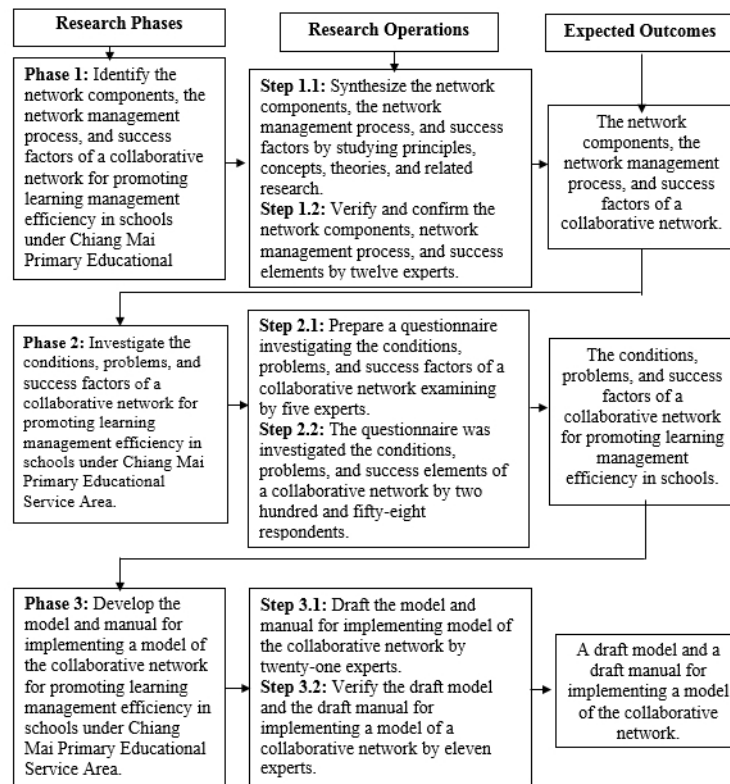 Research Phases
Research Operations
Expected Outcomes
Phase 1: Identify the
network components, the
network management
process, and success
factors of a collaborative
network for promoting
learning management
efficiency in schools
under Chiang Mai
Primary Educational
Step 1.1: Synthesize the network
components, the network
management process, and success
factors by studying principles,
concepts, theories, and related
research.
Step 1.2: Verify and confirm the
network components, network
management process, and success
elements by twelve experts.
The network
components, the
network management
process, and success
factors of a
collaborative network.
Phase 2: Investigate the
conditions, problems, and
success factors of a
collaborative network for
promoting learning
management efficiency in
schools under Chiang Mai
Primary Educational
Service Area.
Step 2.1: Prepare a questionnaire
investigating the conditions,
problems, and success factors of a
collaborative network examining
by five experts.
Step 2.2: The questionnaire was
investigated the conditions,
problems, and success elements of
a collaborative network by two
hundred and fifty-eight
respondents.
The conditions,
problems, and success
factors of a
collaborative network
for promoting learning
management
efficiency in schools.
Phase 3: Develop the
model and manual for
implementing a model of
the collaborative network
for promoting learning
management efficiency in
schools under Chiang
Mai Primary Educational
Service Area.
Step 3.1: Draft the model and
manual for implementing model of
the collaborative network by
twenty-one experts.
Step 3.2: Verify the draft model
and the draft manual for
implementing a model of a
collaborative network by eleven
experts.
A draft model and a
draft manual for
implementing a model
of the collaborative
network.